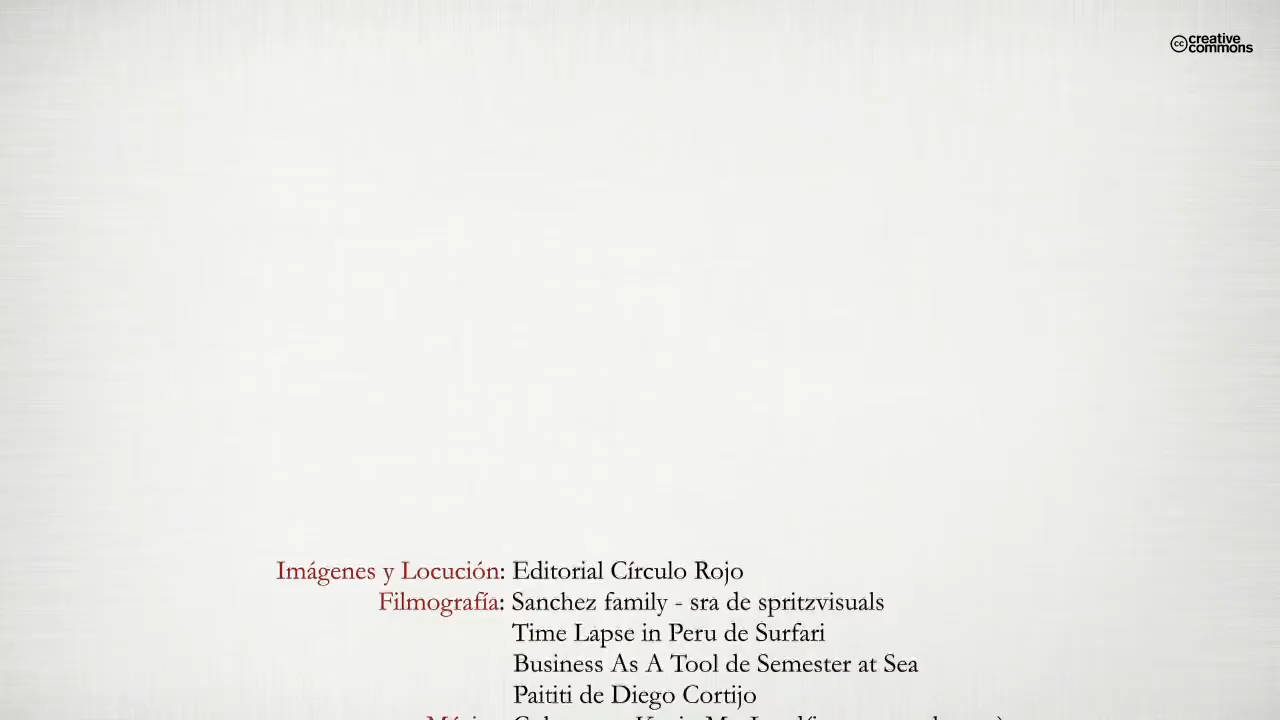 creative
commons
Imágenes y Locución: Editorial Círculo Rojo
Filmografía: Sanchez family - sra de spritzvisuals
Time Lapse in Peru de Surfari
Business As A Tool de Semester at Sea
Paititi de Diego Cortijo